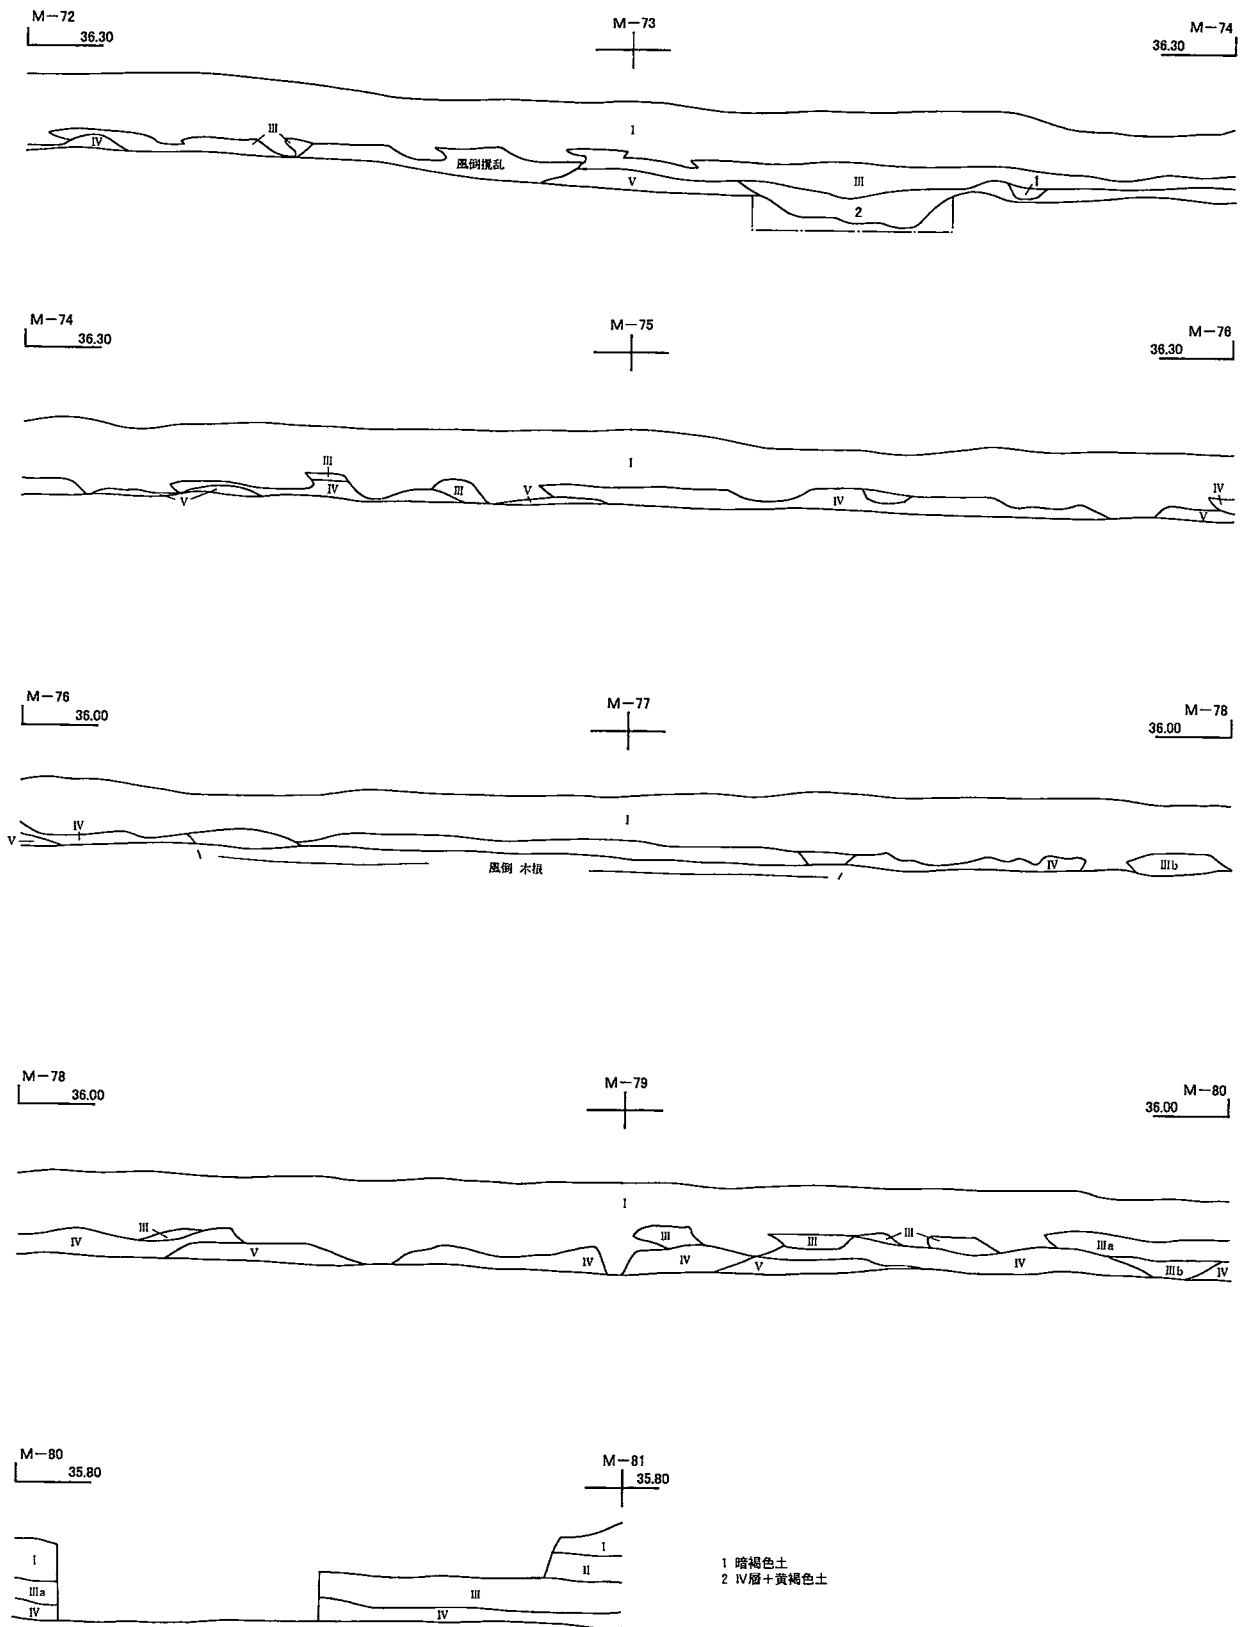 M-72
36.30
M-73
M-74
36.30
I
III
IV
風倒撹乱
V
III
1
2
M-74
36.30
M-75
M-76
36.30
I
III
IV
V
III
V
IV
IV
V
M-76
36.00
M-77
M-78
36.00
I
IV
V
風倒 木根
IV
IIIb
M-78
36.00
M-79
M-80
36.00
I
III
IV
V
IV
III
IV
V
III
III
IV
IIIa
IIIb
IV
M-80
35.80
M-81
35.80
I
IIIa
IV
I
II
III
IV
1 暗褐色土
2 IV層+黄褐色土